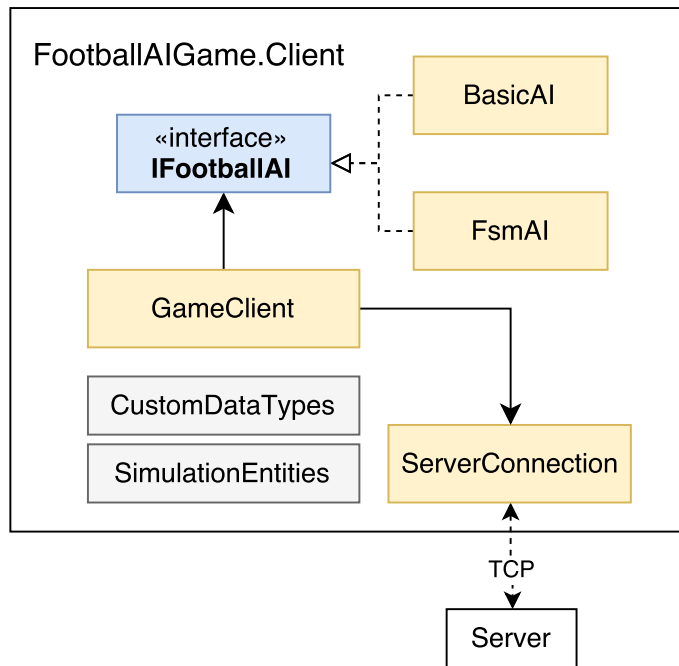 FootballAIGame.Client
BasicAI
«interface»
IFootballAI
FsmAI
GameClient
CustomDataTypes
ServerConnection
SimulationEntities
TCP
Server